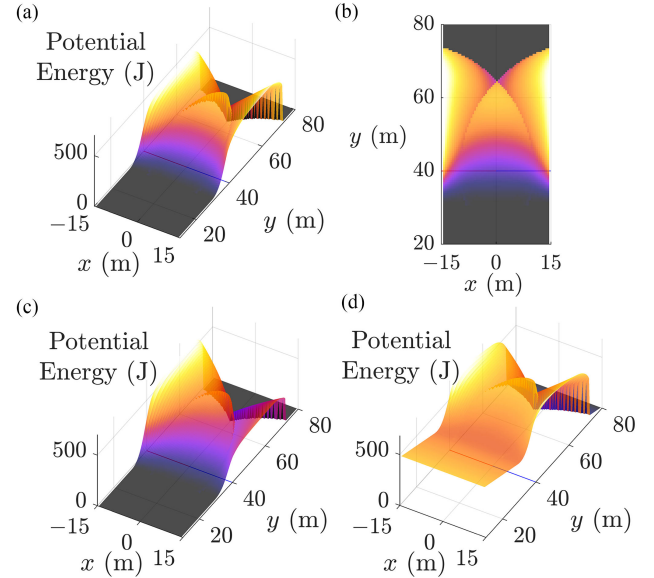 (a)
Potential
Energy (J)
500
0
−15
0
15
x (m)
20
40
60
80
y (m)
(b)
80
60
y (m)
40
20
−15 0 15
x (m)
(c)
Potential
Energy (J)
500
0
−15
0
15
x (m)
20
40
60
80
y (m)
(d)
Potential
Energy (J)
500
0
−15
0
15
x (m)
20
40
60
80
y (m)